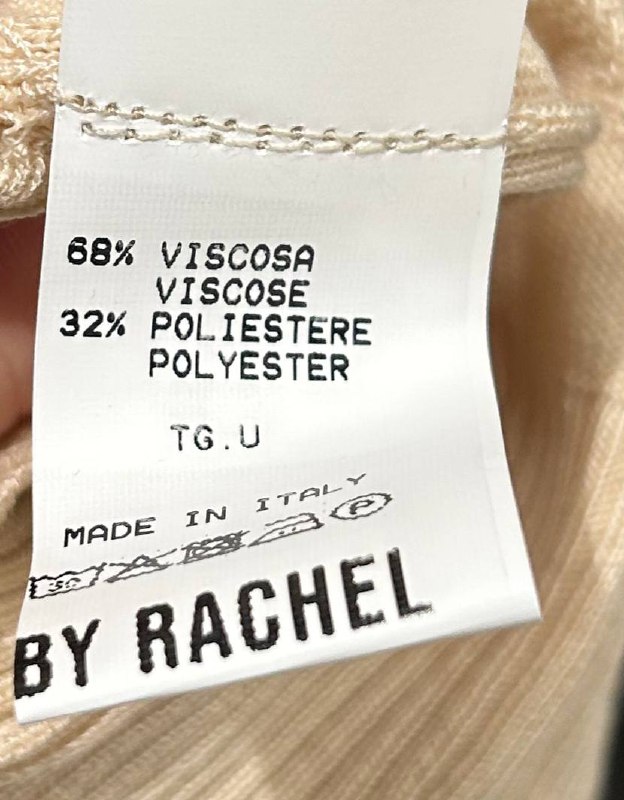 68% VISCOSA
VISCOSE
32% POLIESTERE
POLYESTER
TG.U
MADE IN ITALY
P
BY RACHEL